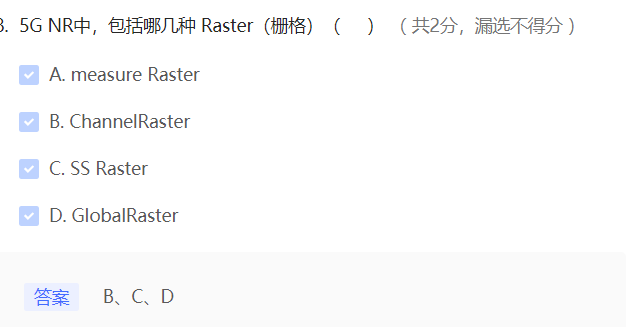 3. 5G NR中，包括哪几种 Raster（栅格）（ ）（ 共2分，漏选不得分 ）
A. measure Raster
B. ChannelRaster
C. SS Raster
D. GlobalRaster
答案 B、C、D